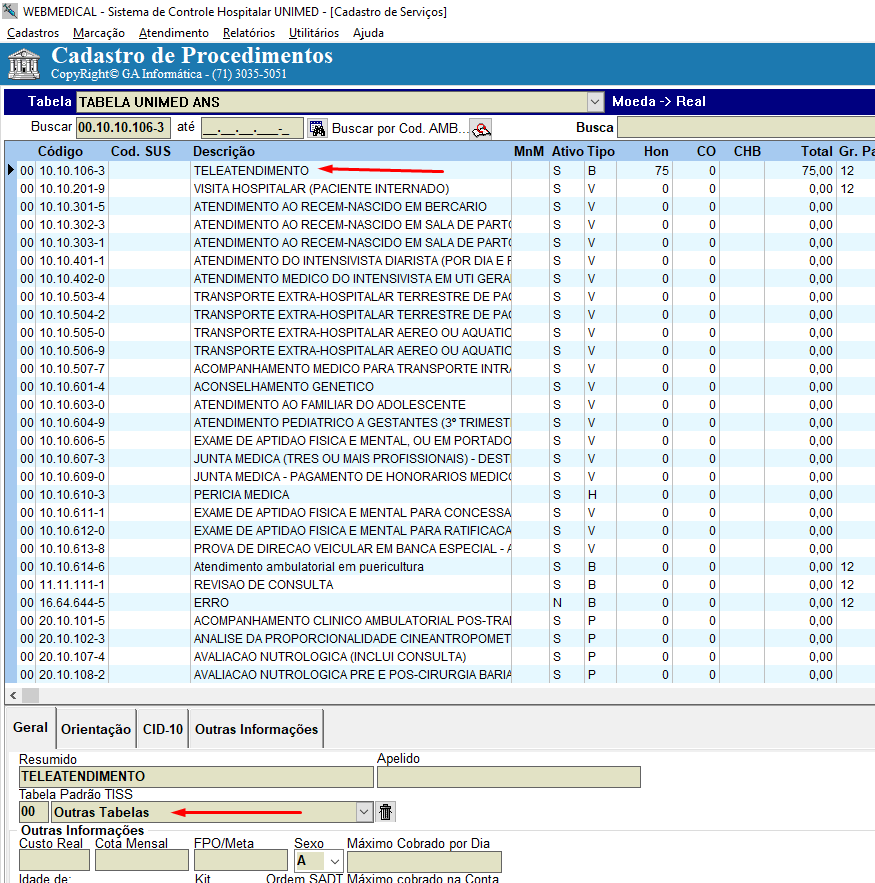 WEBMEDICAL - Sistema de Controle Hospitalar UNIMED - [Cadastro de Serviços]
Cadastros Marcação Atendimento Relatórios Utilitários Ajuda
Cadastro de Procedimentos
CopyRight© GA Informática - (71) 3035-5051
Tabela TABELA UNIMED ANS Moeda -> Real
Buscar 00.10.10.106-3 até __.__.__.___-_ Buscar por Cod. AMB... Busca
Código Cod. SUS Descrição MnM Ativo Tipo Hon CO CHB Total Gr. Pa
00 10.10.106-3 TELEATENDIMENTO S B 75 0 75,00 12
00 10.10.201-9 VISITA HOSPITALAR (PACIENTE INTERNADO) S V 0 0 0,00 12
00 10.10.301-5 ATENDIMENTO AO RECEM-NASCIDO EM BERCARIO S V 0 0 0,00
00 10.10.302-3 ATENDIMENTO AO RECEM-NASCIDO EM SALA DE PARTO S V 0 0 0,00
00 10.10.303-1 ATENDIMENTO AO RECEM-NASCIDO EM SALA DE PARTO S V 0 0 0,00
00 10.10.401-1 ATENDIMENTO DO INTENSIVISTA DIARISTA (POR DIA E P S V 0 0 0,00
00 10.10.402-0 ATENDIMENTO MEDICO DO INTENSIVISTA EM UTI GERA S V 0 0 0,00
00 10.10.503-4 TRANSPORTE EXTRA-HOSPITALAR TERRESTRE DE PAC S V 0 0 0,00
00 10.10.504-2 TRANSPORTE EXTRA-HOSPITALAR TERRESTRE DE PAC S V 0 0 0,00
00 10.10.505-0 TRANSPORTE EXTRA-HOSPITALAR AEREO OU AQUATIC S V 0 0 0,00
00 10.10.506-9 TRANSPORTE EXTRA-HOSPITALAR AEREO OU AQUATIC S V 0 0 0,00
00 10.10.507-7 ACOMPANHAMENTO MEDICO PARA TRANSPORTE INTRA S V 0 0 0,00
00 10.10.601-4 ACONSELHAMENTO GENETICO S V 0 0 0,00
00 10.10.603-0 ATENDIMENTO AO FAMILIAR DO ADOLESCENTE S V 0 0 0,00
00 10.10.604-9 ATENDIMENTO PEDIATRICO A GESTANTES (3º TRIMEST S V 0 0 0,00
00 10.10.606-5 EXAME DE APTIDAO FISICA E MENTAL, OU EM PORTADO S V 0 0 0,00
00 10.10.607-3 JUNTA MEDICA (TRES OU MAIS PROFISSIONAIS) - DEST S V 0 0 0,00
00 10.10.609-0 JUNTA MEDICA - PAGAMENTO DE HONORARIOS MEDICO S V 0 0 0,00
00 10.10.610-3 PERICIA MEDICA S H 0 0 0,00
00 10.10.611-1 EXAME DE APTIDAO FISICA E MENTAL PARA CONCESSA S V 0 0 0,00
00 10.10.612-0 EXAME DE APTIDAO FISICA E MENTAL PARA RATIFICACA S V 0 0 0,00
00 10.10.613-8 PROVA DE DIRECAO VEICULAR EM BANCA ESPECIAL - A S V 0 0 0,00
00 10.10.614-6 Atendimento ambulatorial em puericultura S B 0 0 0,00 12
00 11.11.111-1 REVISAO DE CONSULTA S B 0 0 0,00 12
00 16.64.644-5 ERRO N B 0 0 0,00 12
00 20.10.101-5 ACOMPANHAMENTO CLINICO AMBULATORIAL POS-TRAN S P 0 0 0,00
00 20.10.102-3 ANALISE DA PROPORCIONALIDADE CINEANTROPOMET S P 0 0 0,00
00 20.10.107-4 AVALIACAO NUTROLOGICA (INCLUI CONSULTA) S P 0 0 0,00
00 20.10.108-2 AVALIACAO NUTROLOGICA PRE E POS-CIRURGIA BARIA S P 0 0 0,00
Geral Orientação CID-10 Outras Informações
Resumido Apelido
TELEATENDIMENTO
Tabela Padrão TISS
00 Outras Tabelas
Outras Informações
Custo Real Cota Mensal FPO/Meta Sexo Máximo Cobrado por Dia
A
Idade de: Kit Ordem SADT Máximo cobrado na Conta